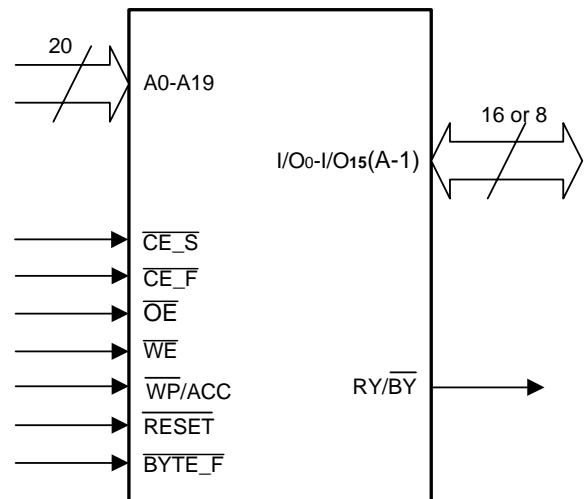 20
A0-A19
16 or 8
I/O0-I/O15(A-1)
CE_S
CE_F
OE
WE
WP/ACC
RY/BY
RESET
BYTE_F